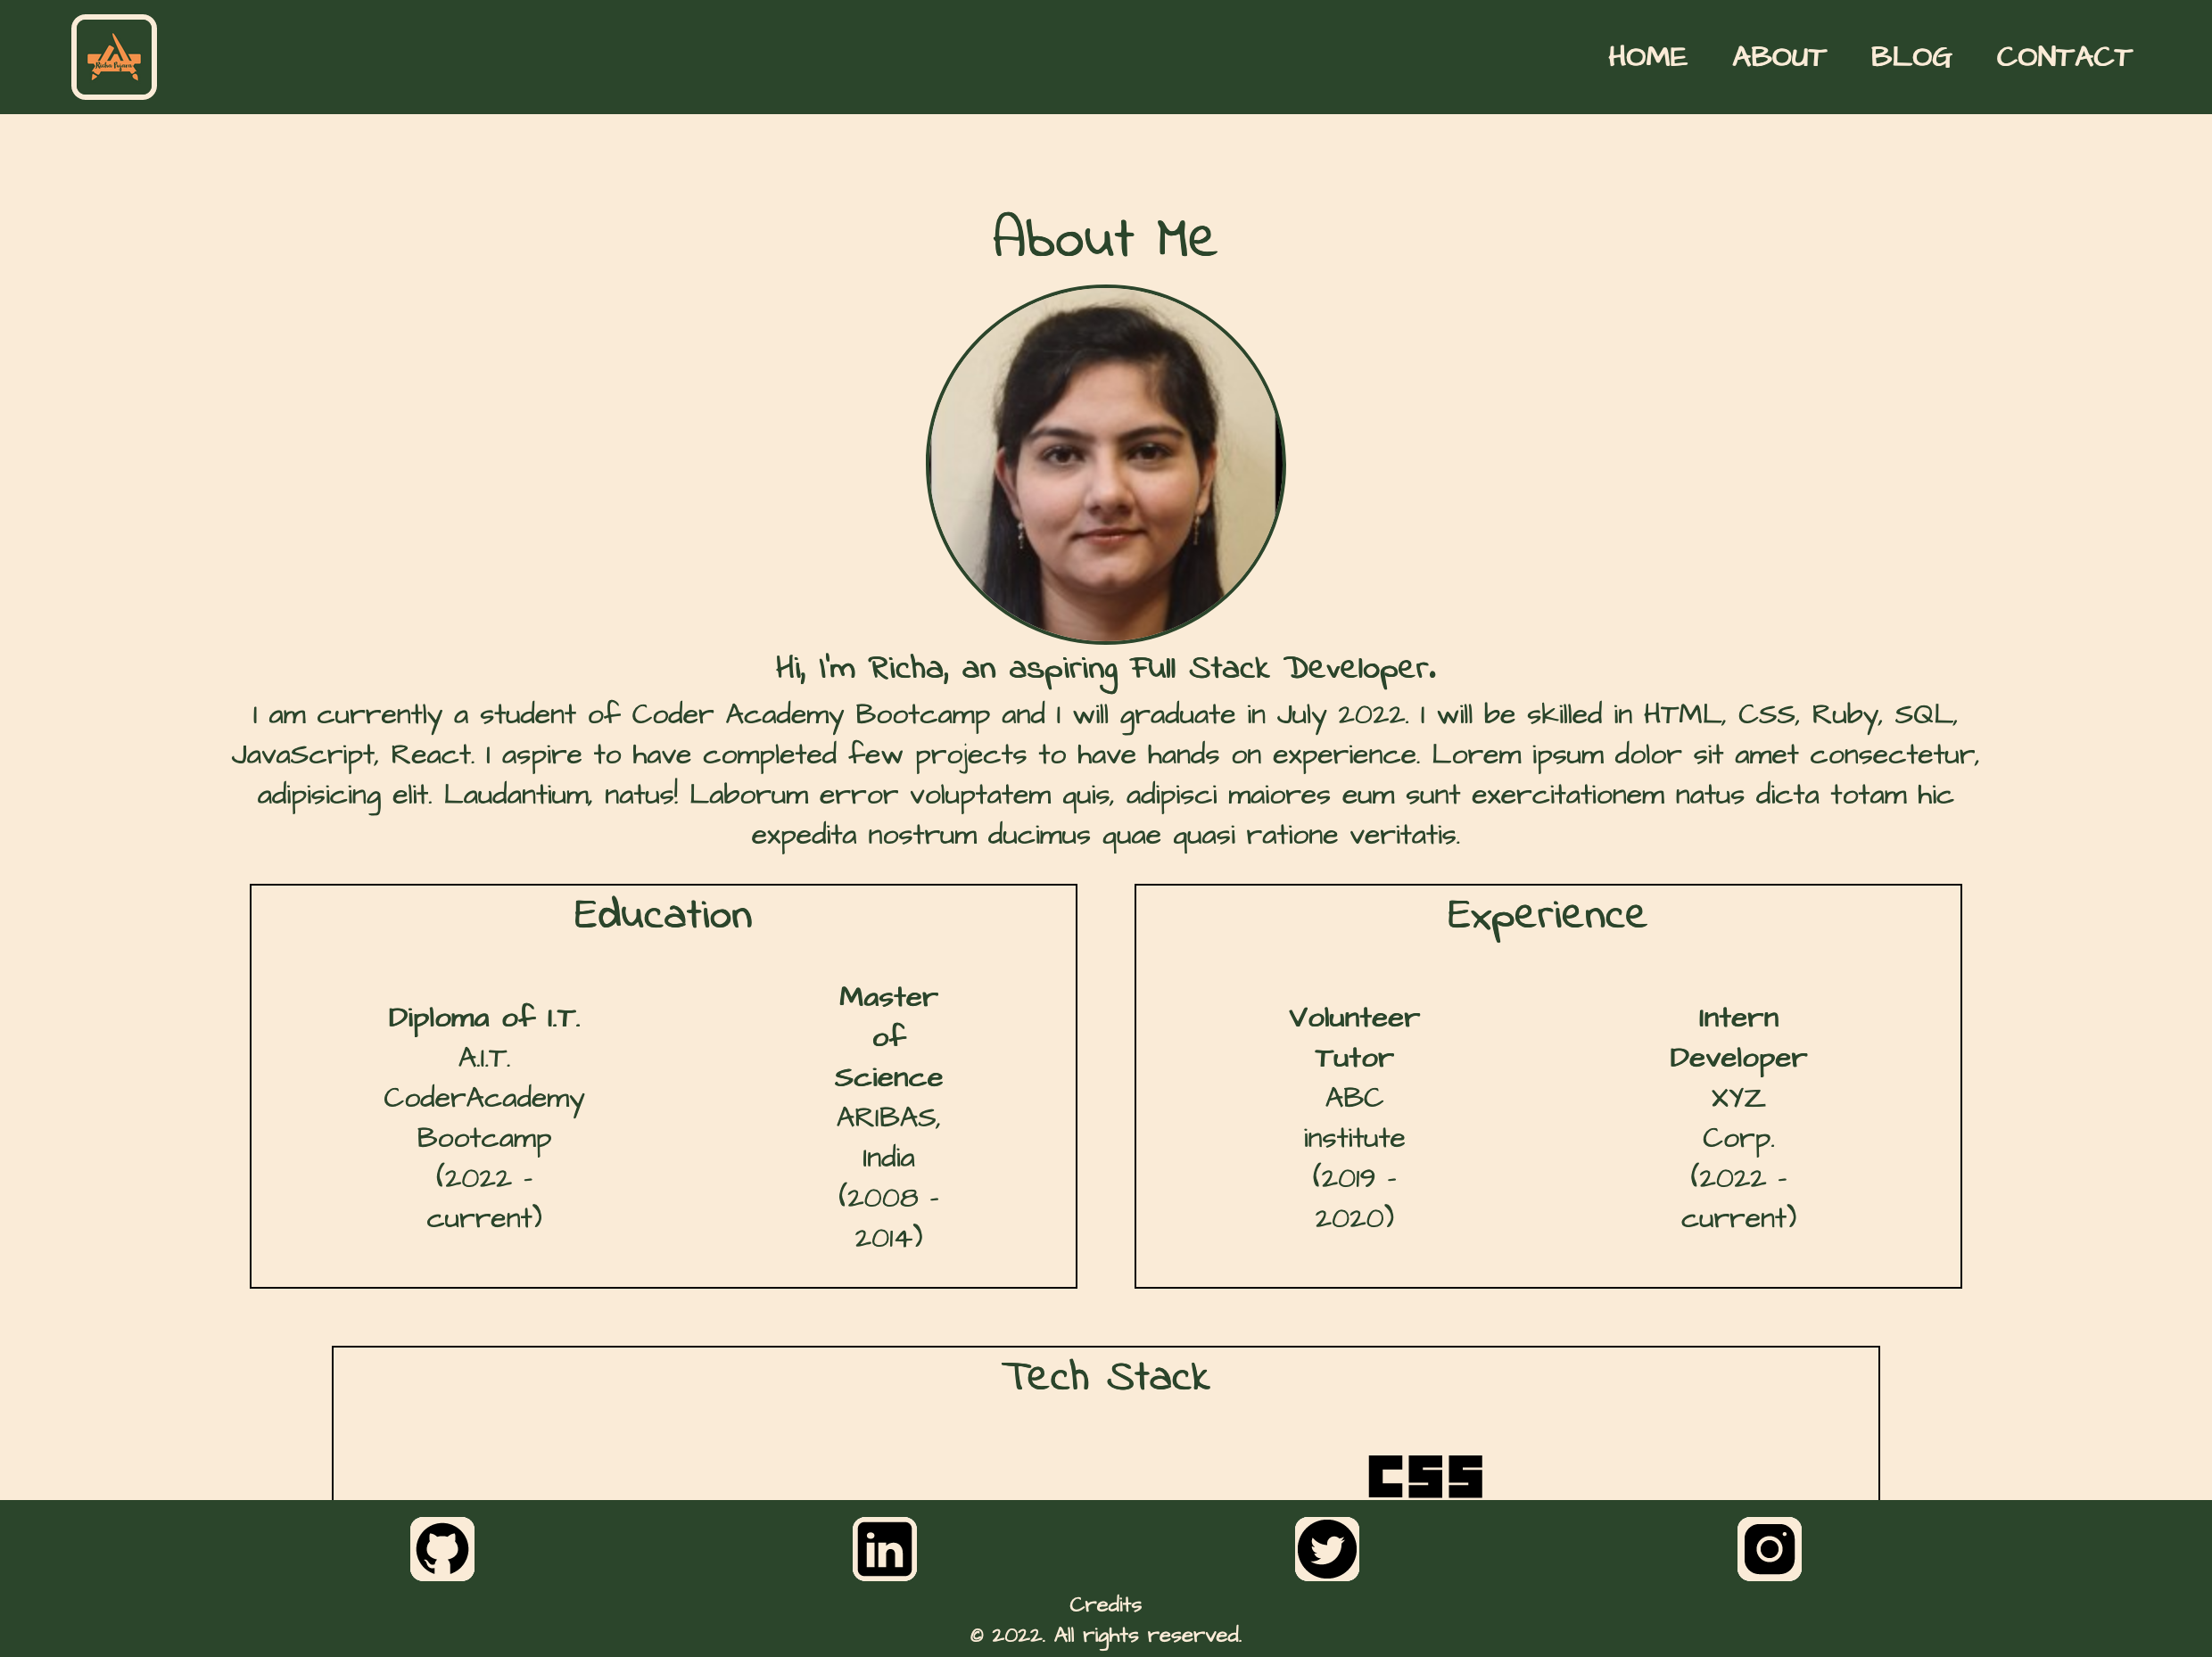 Richa Pujara
HOME ABOUT BLOG CONTACT
About Me
Hi, I'm Richa, an aspiring Full Stack Developer.
I am currently a student of Coder Academy Bootcamp and I will graduate in July 2022. I will be skilled in HTML, CSS, Ruby, SQL,
JavaScript, React. I aspire to have completed few projects to have hands on experience. Lorem ipsum dolor sit amet consectetur,
adipisicing elit. Laudantium, natus! Laborum error voluptatem quis, adipisci maiores eum sunt exercitationem natus dicta totam hic
expedita nostrum ducimus quae quasi ratione veritatis.
Education
Diploma of I.T.
A.I.T.
CoderAcademy
Bootcamp
(2022 -
current)
Master
of
Science
ARIBAS,
India
(2008 -
2014)
Experience
Volunteer
Tutor
ABC
institute
(2019 -
2020)
Intern
Developer
XYZ
Corp.
(2022 -
current)
Tech Stack
CSS
in
Credits
© 2022. All rights reserved.